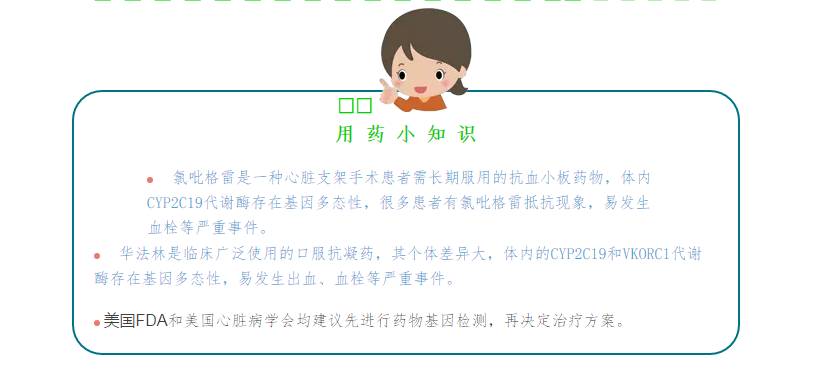 □□
用药小知识
氯吡格雷是一种心脏支架手术患者需长期服用的抗血小板药物，体内
CYP2C19代谢酶存在基因多态性，很多患者有氯吡格雷抵抗现象，易发生
血栓等严重事件。
华法林是临床广泛使用的口服抗凝药，其个体差异大，体内的CYP2C19和VKORC1代谢
酶存在基因多态性，易发生出血、血栓等严重事件。
美国FDA和美国心脏病学会均建议先进行药物基因检测，再决定治疗方案。